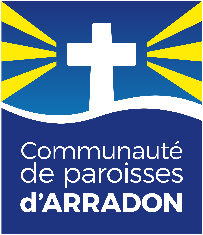 Communauté
de paroisses
d'ARRADON